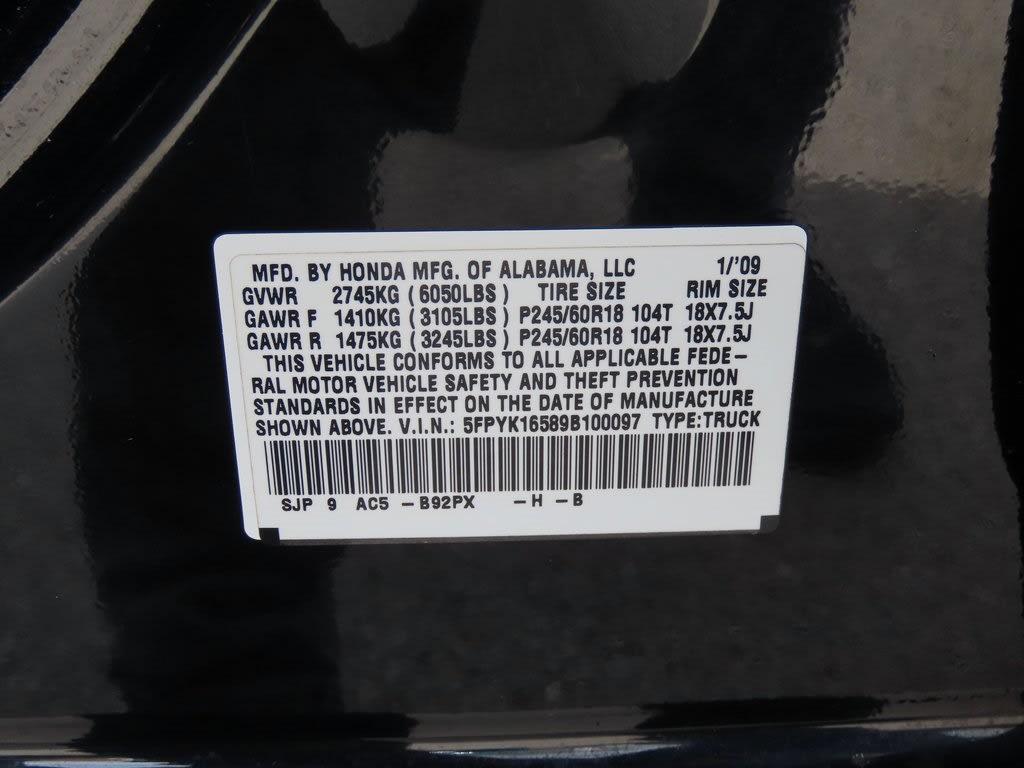 MFD. BY HONDA MFG. OF ALABAMA, LLC 1/'09
GVWR 2745KG (6050LBS) TIRE SIZE RIM SIZE
GAWR F 1410KG (3105LBS) P245/60R18 104T 18X7.5J
GAWR R 1475KG (3245LBS) P245/60R18 104T 18X7.5J
THIS VEHICLE CONFORMS TO ALL APPLICABLE FEDE-
RAL MOTOR VEHICLE SAFETY AND THEFT PREVENTION
STANDARDS IN EFFECT ON THE DATE OF MANUFACTURE
SHOWN ABOVE. V.I.N.: 5FPYK16589B100097 TYPE:TRUCK
SJP 9 AC5 -B92PX -H -B